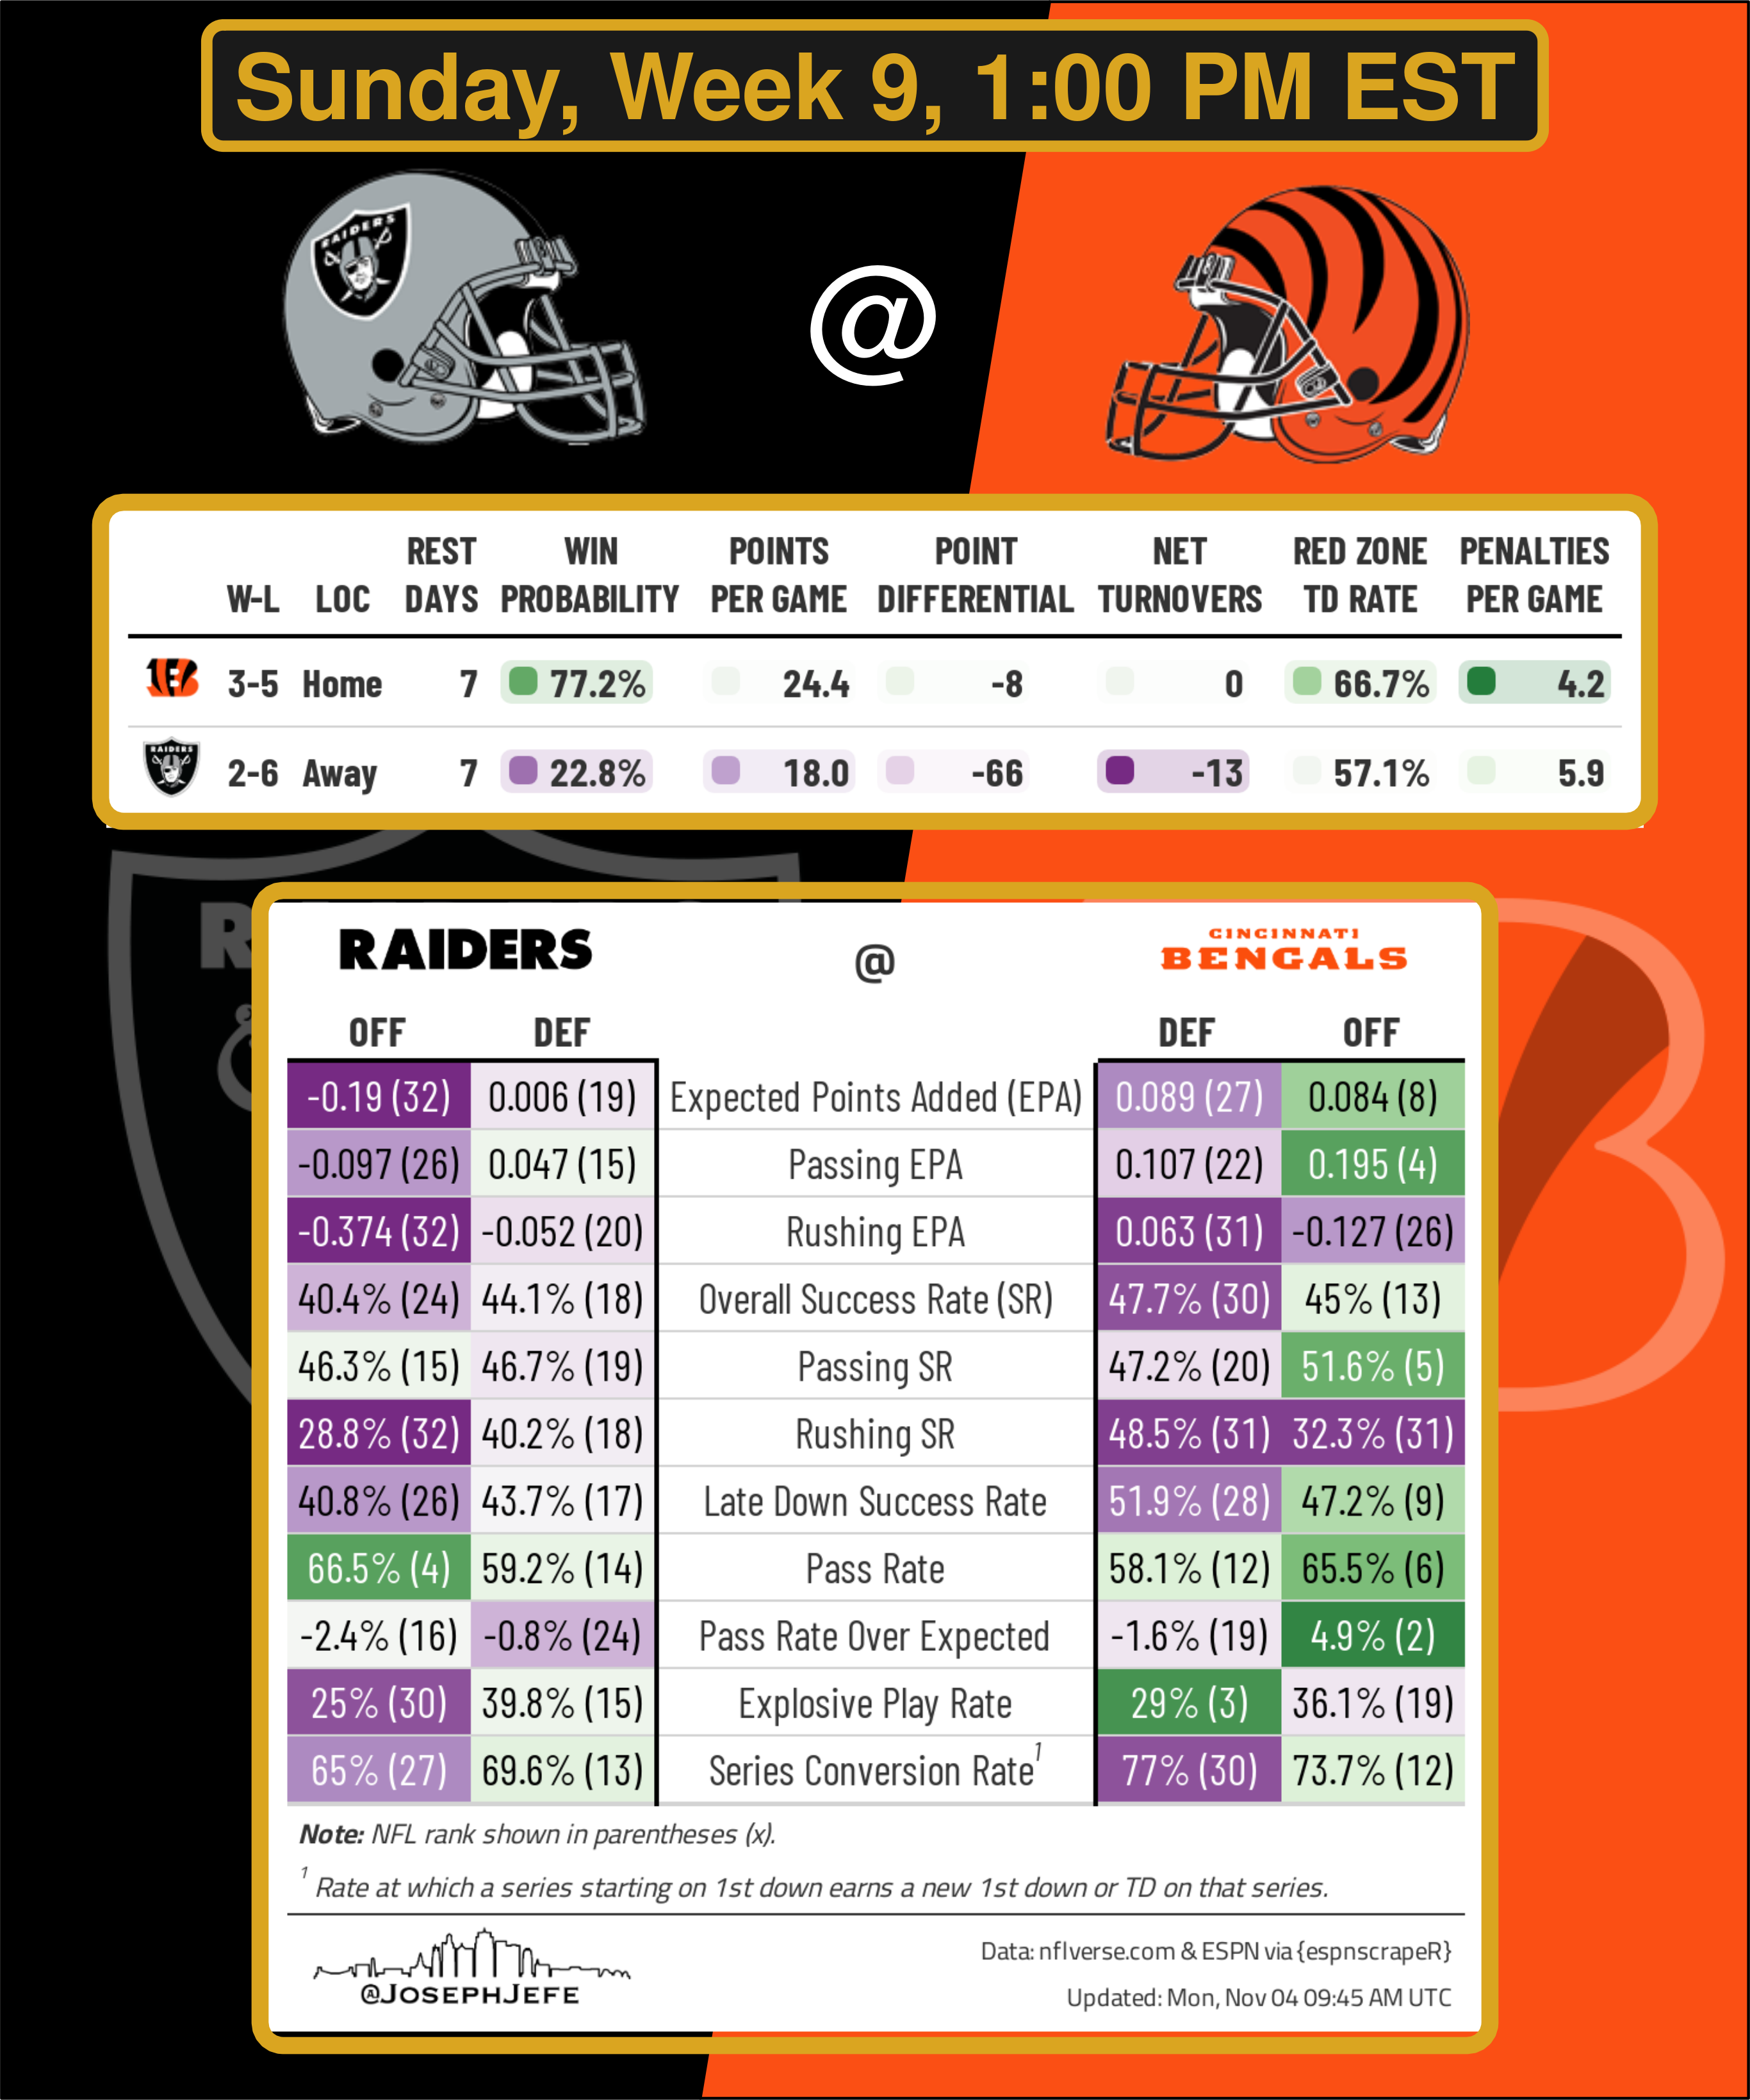 Sunday, Week 9, 1:00 PM EST
RAIDERS
@
REST WIN POINTS POINT NET RED ZONE PENALTIES
W-L LOC DAYS PROBABILITY PER GAME DIFFERENTIAL TURNOVERS TD RATE PER GAME
3-5 Home 7 77.2% 24.4 -8 0 66.7% 4.2
RAIDERS
2-6 Away 7 22.8% 18.0 -66 -13 57.1% 5.9
R
RAIDERS @ CINCINNATI
BENGALS
OFF DEF DEF OFF
-0.19 (32) 0.006 (19) Expected Points Added (EPA) 0.089 (27) 0.084 (8)
-0.097 (26) 0.047 (15) Passing EPA 0.107 (22) 0.195 (4)
-0.374 (32) -0.052 (20) Rushing EPA 0.063 (31) -0.127 (26)
40.4% (24) 44.1% (18) Overall Success Rate (SR) 47.7% (30) 45% (13)
46.3% (15) 46.7% (19) Passing SR 47.2% (20) 51.6% (5)
28.8% (32) 40.2% (18) Rushing SR 48.5% (31) 32.3% (31)
40.8% (26) 43.7% (17) Late Down Success Rate 51.9% (28) 47.2% (9)
66.5% (4) 59.2% (14) Pass Rate 58.1% (12) 65.5% (6)
-2.4% (16) -0.8% (24) Pass Rate Over Expected -1.6% (19) 4.9% (2)
25% (30) 39.8% (15) Explosive Play Rate 29% (3) 36.1% (19)
65% (27) 69.6% (13) Series Conversion Rate¹ 77% (30) 73.7% (12)
Note: NFL rank shown in parentheses (x).
¹ Rate at which a series starting on 1st down earns a new 1st down or TD on that series.
@JOSEPHJEFE
Data: nflverse.com & ESPN via {espnscrapeR}
Updated: Mon, Nov 04 09:45 AM UTC